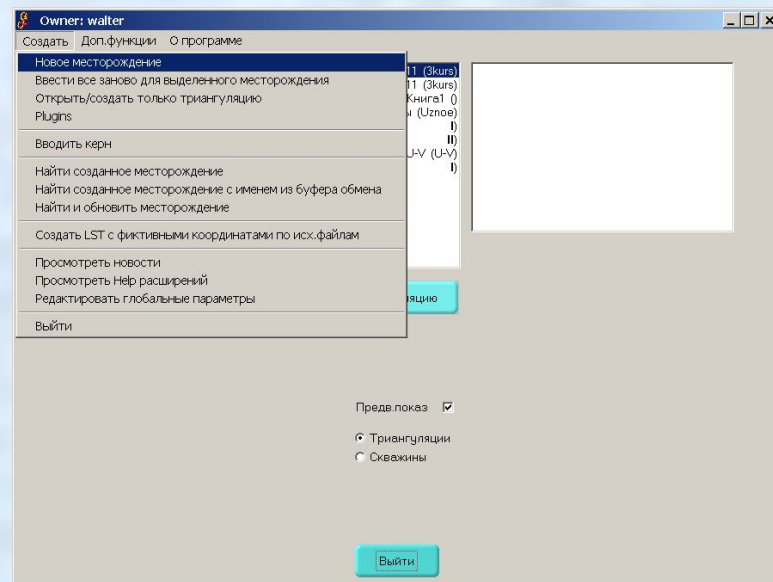 Owner: walter
Создать Доп.функции О программе
Новое месторождение
Ввести все заново для выделенного месторождения
Открыть/создать только триангуляцию
Plugins
Вводить керн
Найти созданное месторождение
Найти созданное месторождение с именем из буфера обмена
Найти и обновить месторождение
Создать LST с фиктивными координатами по исх.файлам
Просмотреть новости
Просмотреть Help расширений
Редактировать глобальные параметры
Выйти
11 (3kurs)
11 (3kurs)
Книга1 ()
ы (Uznoe)
I)
II)
U-V (U-V)
I)
яцию
Предв.показ
Триангуляции
Скважины
Выйти